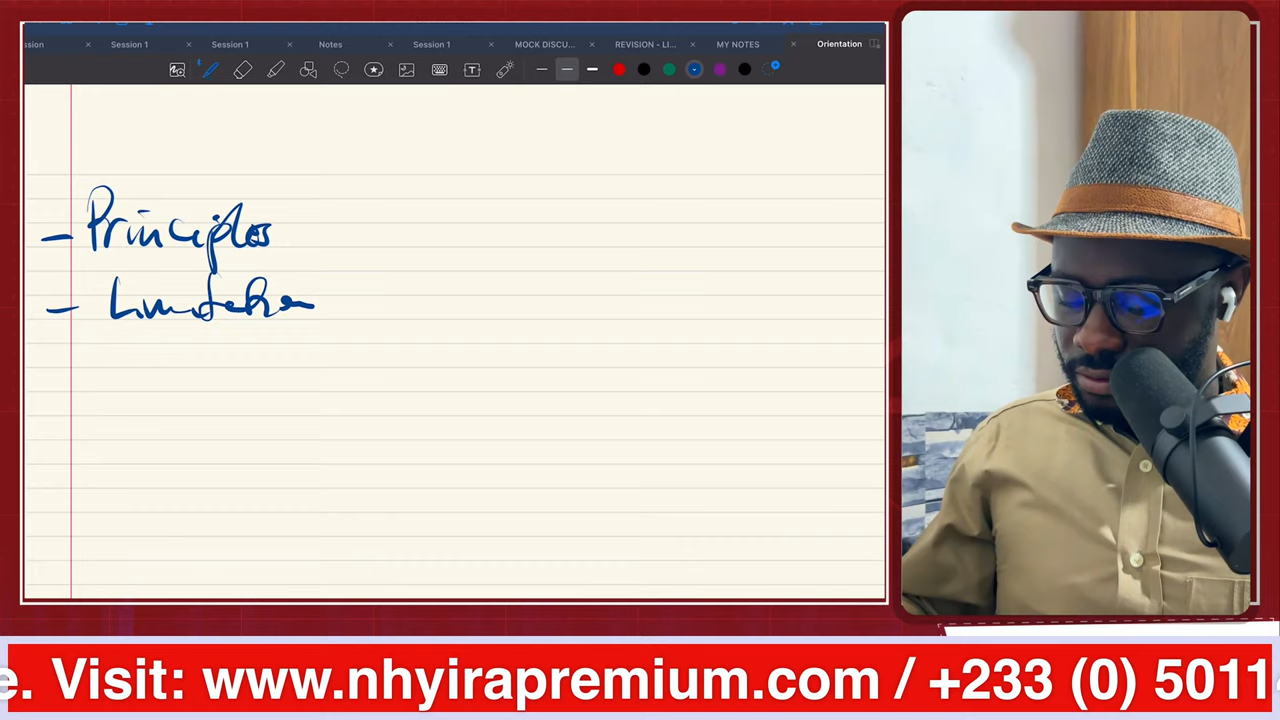 ssion Session 1 Session 1 Notes Session 1 MOCK DISCU... REVISION - LI... MY NOTES Orientation
- Principles
-
e. Visit: www.nhyirapremium.com / +233 (0) 5011